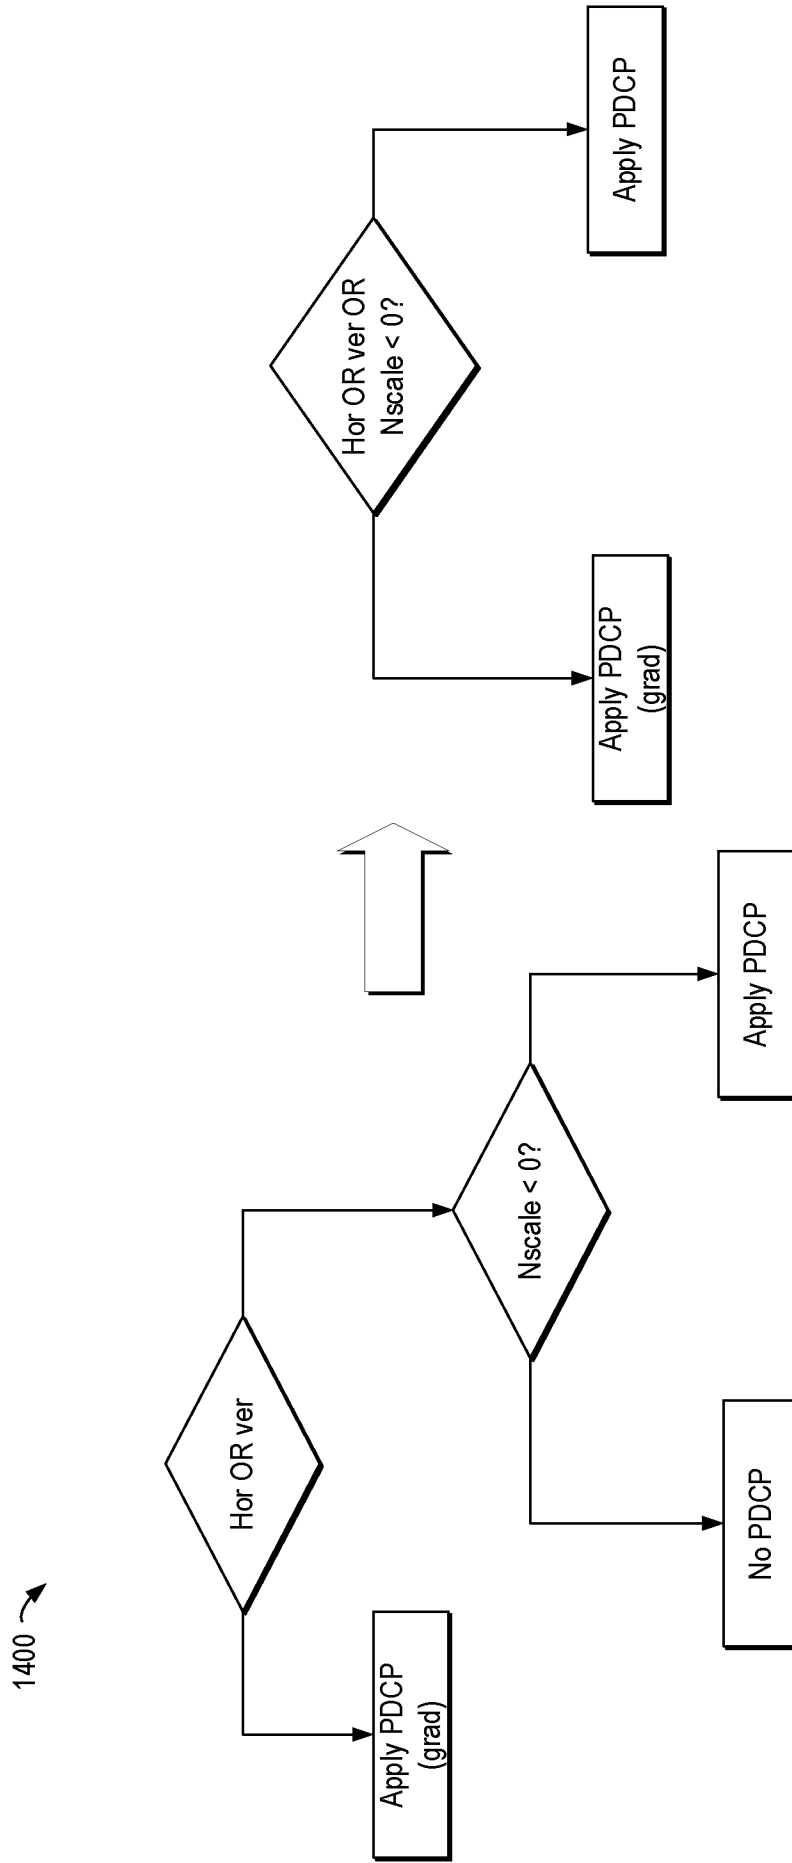 1400
Hor OR ver
Apply PDCP
(grad)
Nscale < 0?
No PDCP
Apply PDCP
Hor OR ver OR
Nscale < 0?
Apply PDCP
(grad)
Apply PDCP